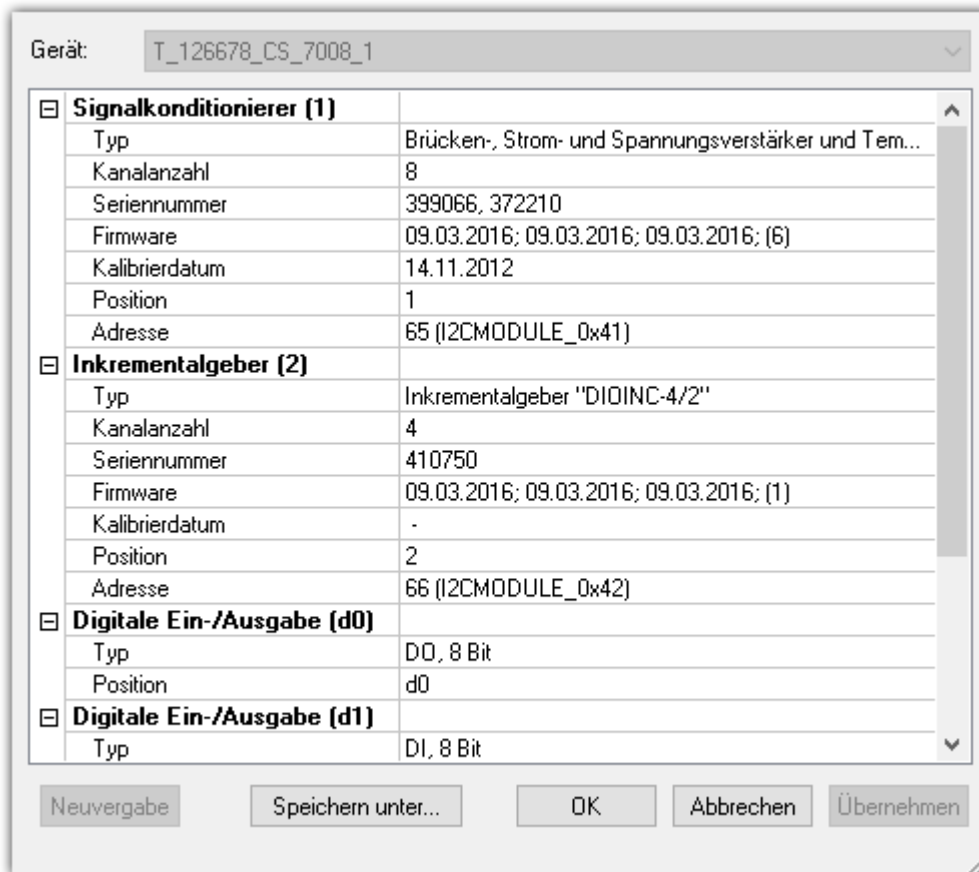 Gerät: T_126678_CS_7008_1
Signalkonditionierer (1)
Typ Brücken-, Strom- und Spannungsverstärker und Tem...
Kanalanzahl 8
Seriennummer 399066, 372210
Firmware 09.03.2016; 09.03.2016; 09.03.2016; (6)
Kalibrierdatum 14.11.2012
Position 1
Adresse 65 (I2CMODULE_0x41)
Inkrementalgeber (2)
Typ Inkrementalgeber "DIOINC-4/2"
Kanalanzahl 4
Seriennummer 410750
Firmware 09.03.2016; 09.03.2016; 09.03.2016; (1)
Kalibrierdatum -
Position 2
Adresse 66 (I2CMODULE_0x42)
Digitale Ein-/Ausgabe (d0)
Typ DO, 8 Bit
Position d0
Digitale Ein-/Ausgabe (d1)
Typ DI, 8 Bit
Neuvergabe Speichern unter... OK Abbrechen Übernehmen